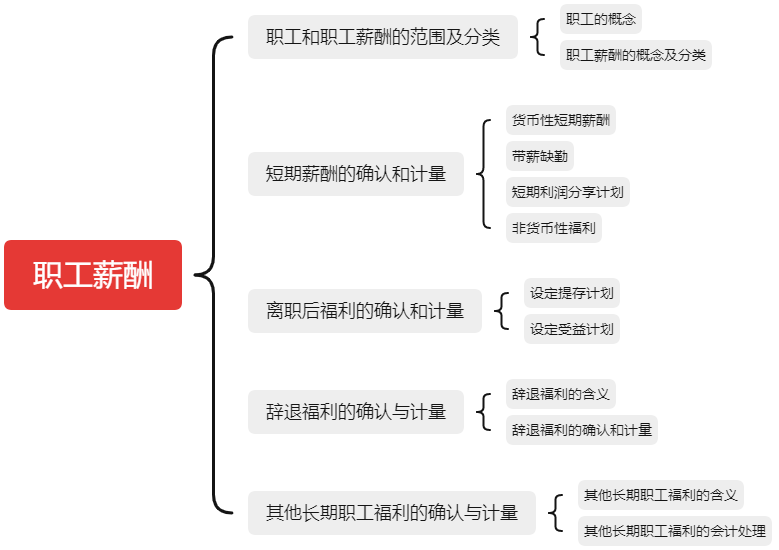 职工薪酬
职工和职工薪酬的范围及分类
职工的概念
职工薪酬的概念及分类
短期薪酬的确认和计量
货币性短期薪酬
带薪缺勤
短期利润分享计划
非货币性福利
离职后福利的确认和计量
设定提存计划
设定受益计划
辞退福利的确认与计量
辞退福利的含义
辞退福利的确认和计量
其他长期职工福利的确认与计量
其他长期职工福利的含义
其他长期职工福利的会计处理